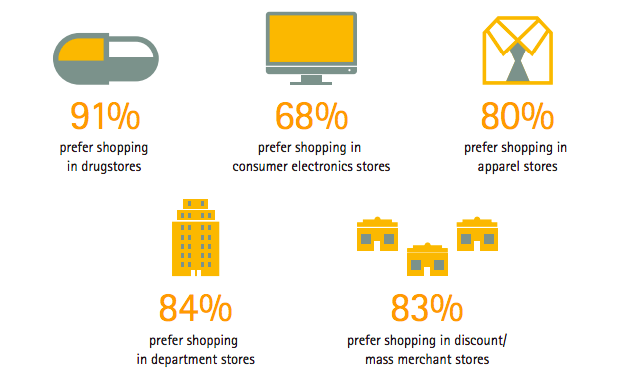 91%
prefer shopping
in drugstores
68%
prefer shopping in
consumer electronics stores
80%
prefer shopping in
apparel stores
84%
prefer shopping
in department stores
83%
prefer shopping in discount/
mass merchant stores